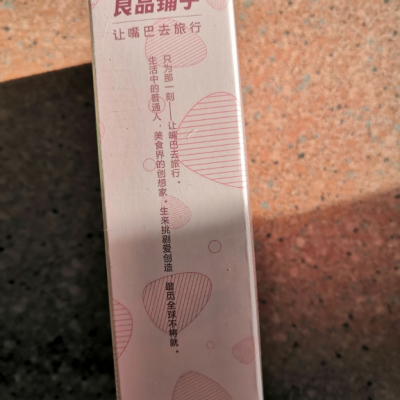 良品铺子
让嘴巴去旅行
只为那一刻——让嘴巴去旅行。
生活中的普通人，美食界的创想家。生来挑剔爱创造，全球不将就。